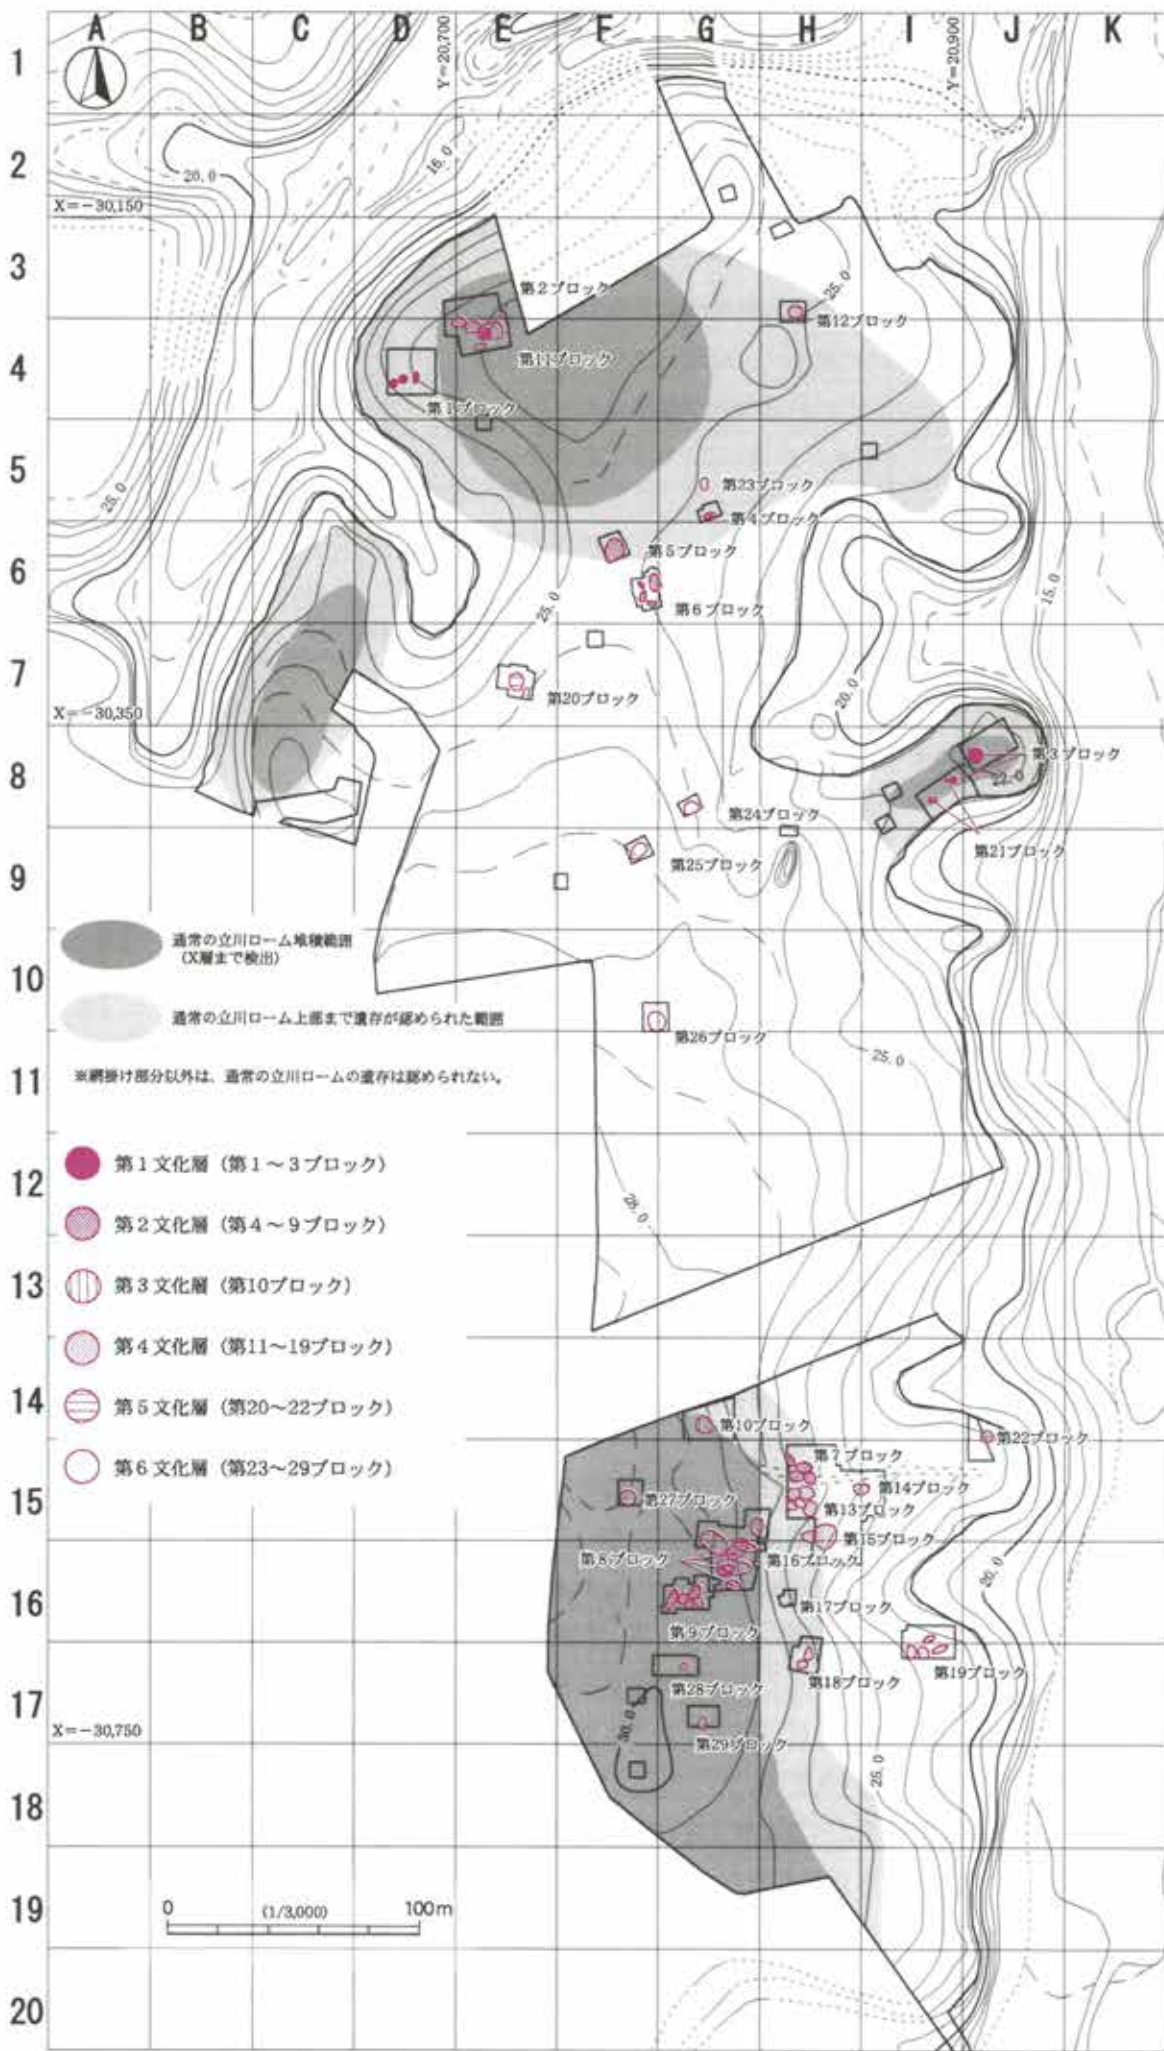 A B C D E F G H I J K
Y=20,700
Y=20,900
1
2
20.0
16.0
X=-30,150
3
第2ブロック
25.0
第12ブロック
第11ブロック
4
第1ブロック
5
25.0
第23ブロック
第4ブロック
第5ブロック
6
第6ブロック
25.0
15.0
7
第20ブロック
20.0
X=-30,350
8
第3ブロック
22.0
第24ブロック
第21ブロック
第25ブロック
9
通常の立川ローム堆積範囲
(X層まで検出)
10
通常の立川ローム上部まで遺存が認められた範囲
第26ブロック
25.0
11
※網掛け部分以外は、通常の立川ロームの遺存は認められない。
第1文化層(第1~3ブロック)
12
第2文化層(第4~9ブロック)
第3文化層(第10ブロック)
13
第4文化層(第11~19ブロック)
14
第5文化層(第20~22ブロック)
第10ブロック
第22ブロック
第6文化層(第23~29ブロック)
第7ブロック
第14ブロック
15
第27ブロック
第13ブロック
第15ブロック
第8ブロック
第16ブロック
20.0
16
第17ブロック
第9ブロック
第19ブロック
第18ブロック
第28ブロック
17
30.0
X=-30,750
第29ブロック
25.0
18
19
0 (1/3,000) 100m
20